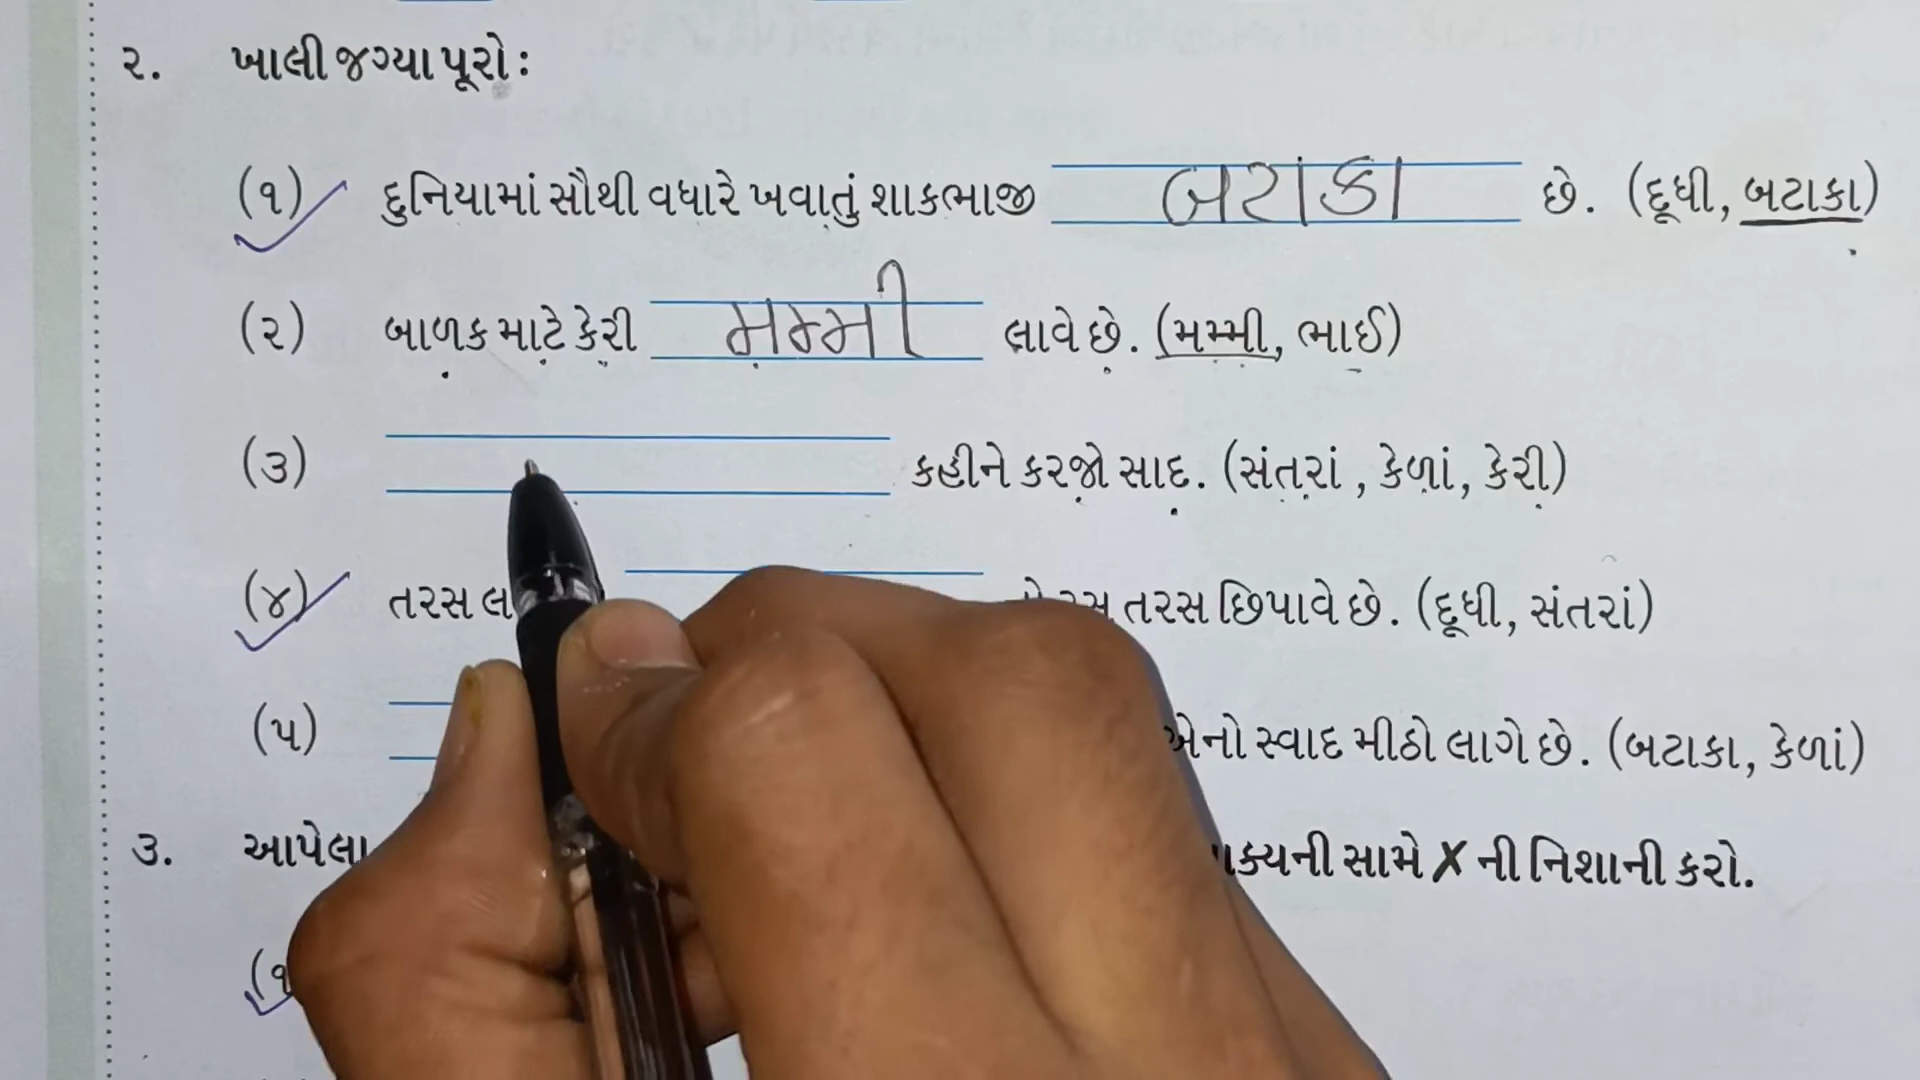 ૨. ખાલી જગ્યા પૂરો :
(૧) દુનિયામાં સૌથી વધારે ખવાતું શાકભાજી બટાકા છે. (દૂધી, બટાકા)
(૨) બાળક માટે કેરી મમ્મી લાવે છે. (મમ્મી, ભાઈ)
(૩) કહીને કરજો સાદ. (સંતરાં , કેળાં, કેરી)
(૪) તરસ તરસ છિપાવે છે. (દૂધી, સંતરાં)
(૫) એનો સ્વાદ મીઠો લાગે છે. (બટાકા, કેળાં)
૩. આપેલા સામે X ની નિશાની કરો.
(૧